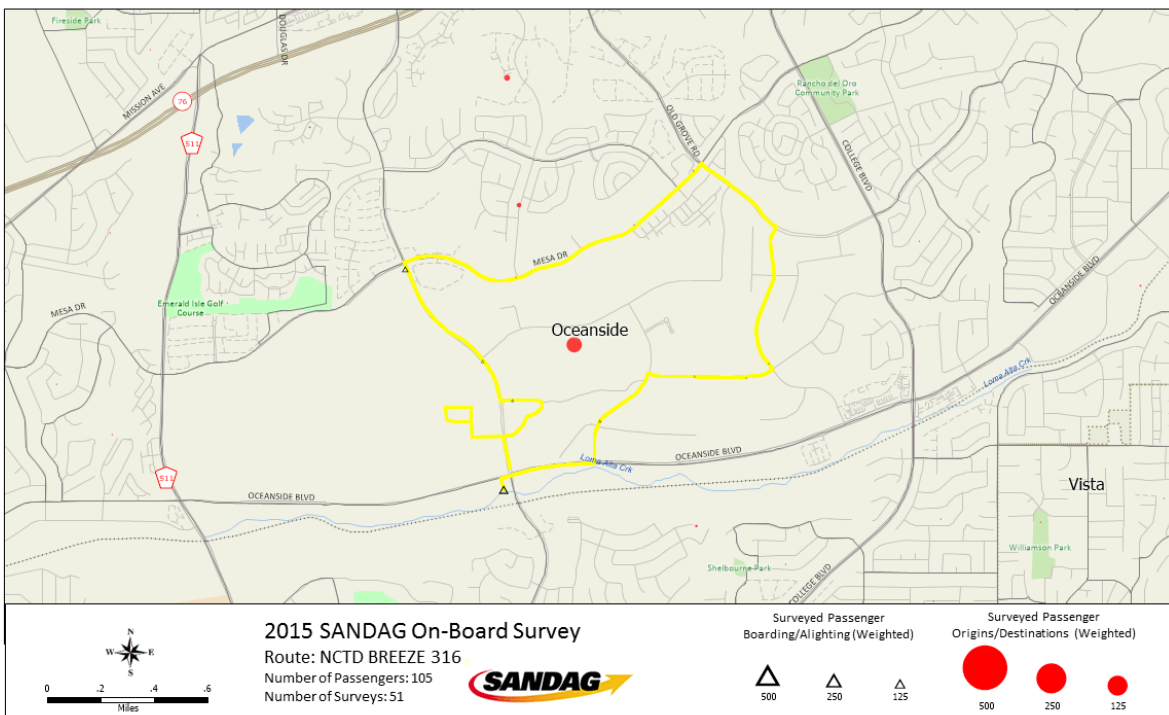 Fireside Park
DOUGLAS DR
MISSION AVE
76
S11
Rancho del Oro
Community Park
OLD GROVE RD
COLLEGE BLVD
MESA DR
OCEANSIDE BLVD
Emerald Isle Golf
Course
MESA DR
Oceanside
Loma Alta Crk
OCEANSIDE BLVD
Loma Alta Crk
S11
OCEANSIDE BLVD
Vista
Williamson Park
Shelbourne Park
COLLEGE BLVD
N
W E
S
0 .2 .4 .6
Miles
2015 SANDAG On-Board Survey
Route: NCTD BREEZE 316
Number of Passengers: 105
Number of Surveys: 51
SANDAG
Surveyed Passenger
Boarding/Alighting (Weighted)
500 250 125
Surveyed Passenger
Origins/Destinations (Weighted)
500 250 125